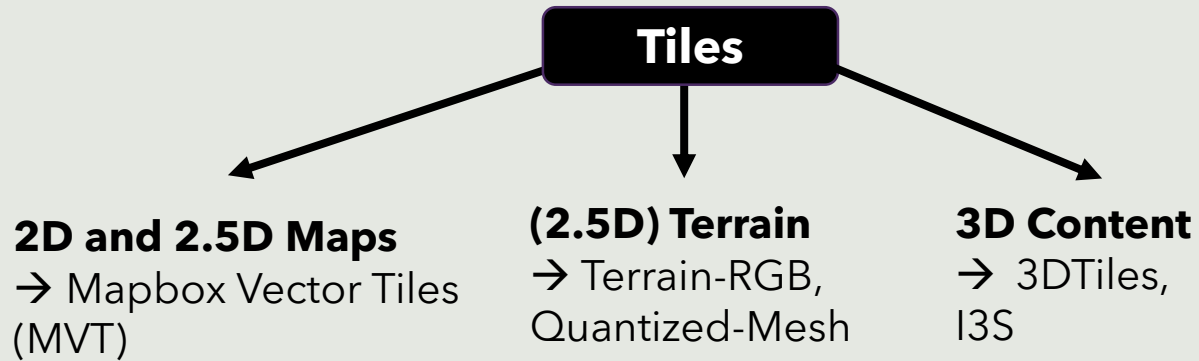 Tiles
2D and 2.5D Maps
→ Mapbox Vector Tiles
(MVT)
(2.5D) Terrain
→ Terrain-RGB,
Quantized-Mesh
3D Content
→ 3DTiles,
I3S